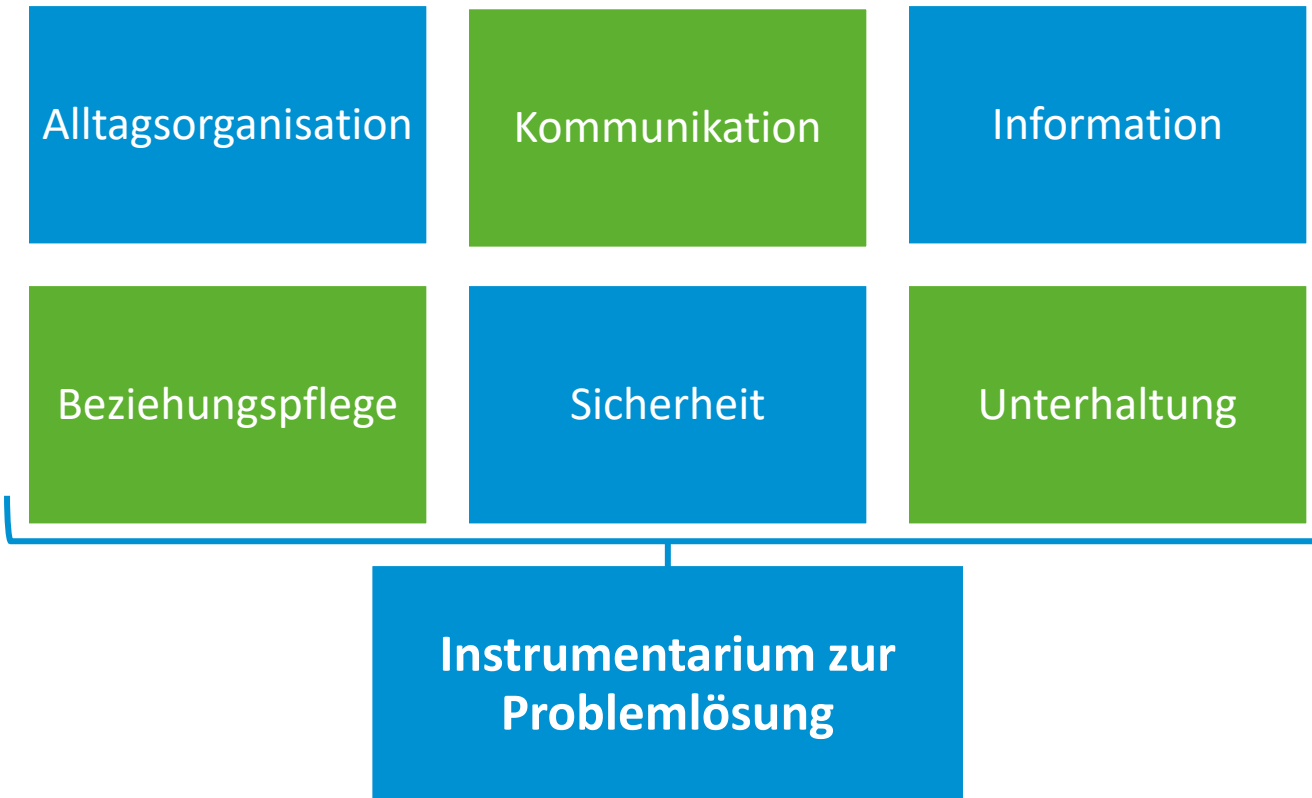 Alltagsorganisation
Kommunikation
Information
Beziehungspflege
Sicherheit
Unterhaltung
Instrumentarium zur
Problemlösung